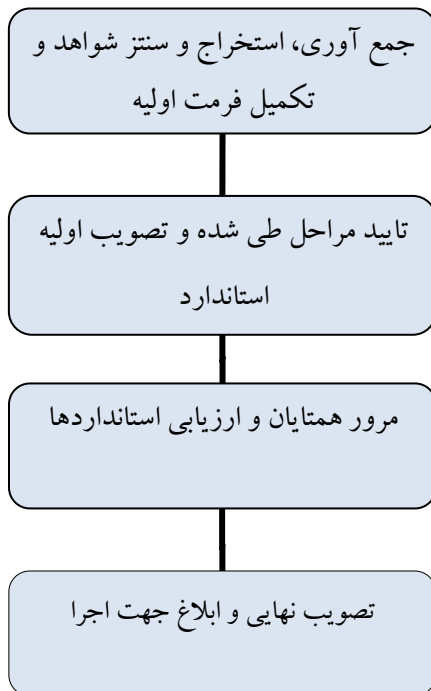 جمع آوری، استخراج و سنتز شواهد و
تکمیل فرمت اولیه
تایید مراحل طی شده و تصویب اولیه
استاندارد
مرور همتایان و ارزیابی استانداردها
تصویب نهایی و ابلاغ جهت اجرا